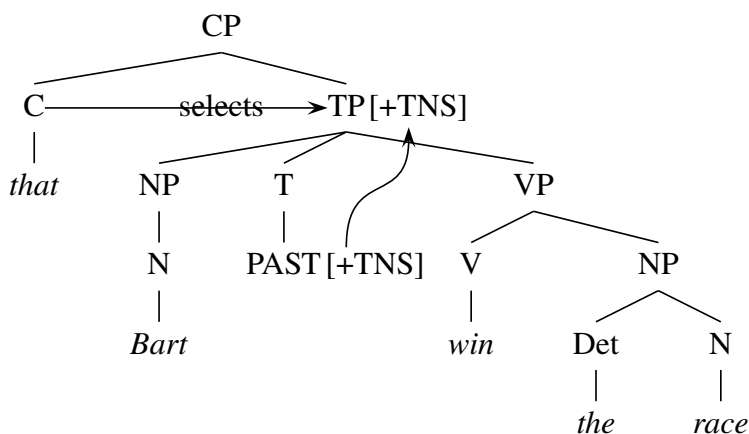 CP
C selects TP [+TNS]
that NP T VP
N PAST [+TNS] V NP
Bart win Det N
the race